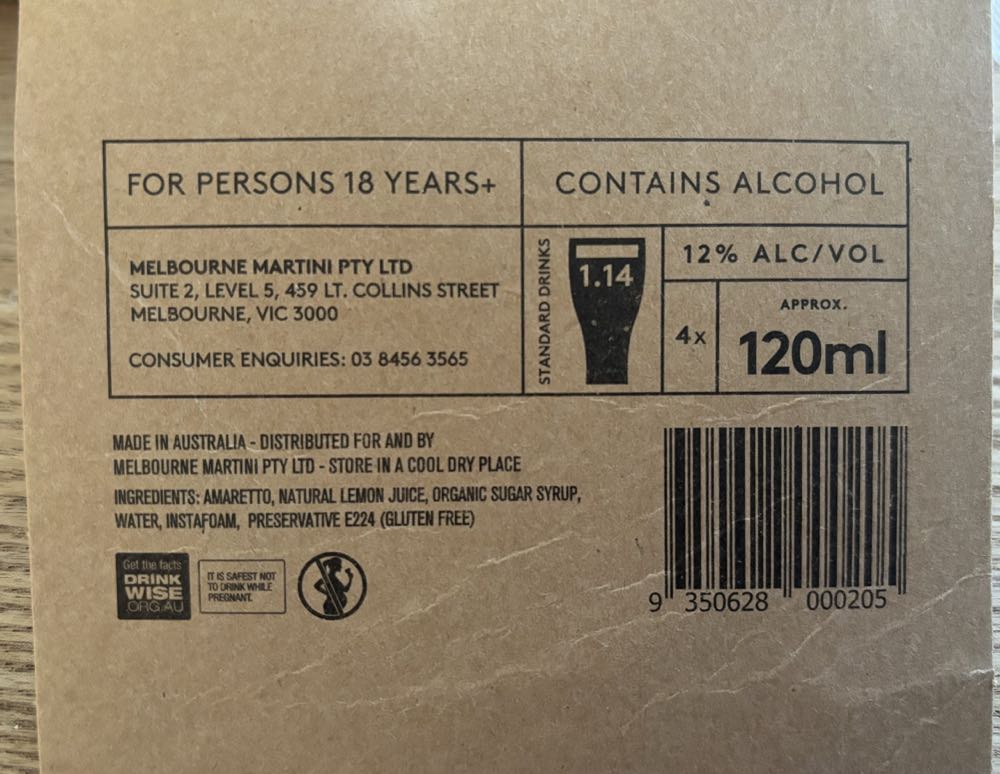 FOR PERSONS 18 YEARS+
CONTAINS ALCOHOL
MELBOURNE MARTINI PTY LTD
SUITE 2, LEVEL 5, 459 LT. COLLINS STREET
MELBOURNE, VIC 3000
CONSUMER ENQUIRIES: 03 8456 3565
STANDARD DRINKS
1.14
12% ALC/VOL
4x
APPROX.
120ml
MADE IN AUSTRALIA - DISTRIBUTED FOR AND BY
MELBOURNE MARTINI PTY LTD - STORE IN A COOL DRY PLACE
INGREDIENTS: AMARETTO, NATURAL LEMON JUICE, ORGANIC SUGAR SYRUP,
WATER, INSTAFOAM, PRESERVATIVE E224 (GLUTEN FREE)
Get the facts
DRINK
WISE
.ORG.AU
IT IS SAFEST NOT
TO DRINK WHILE
PREGNANT.
9 350628 000205